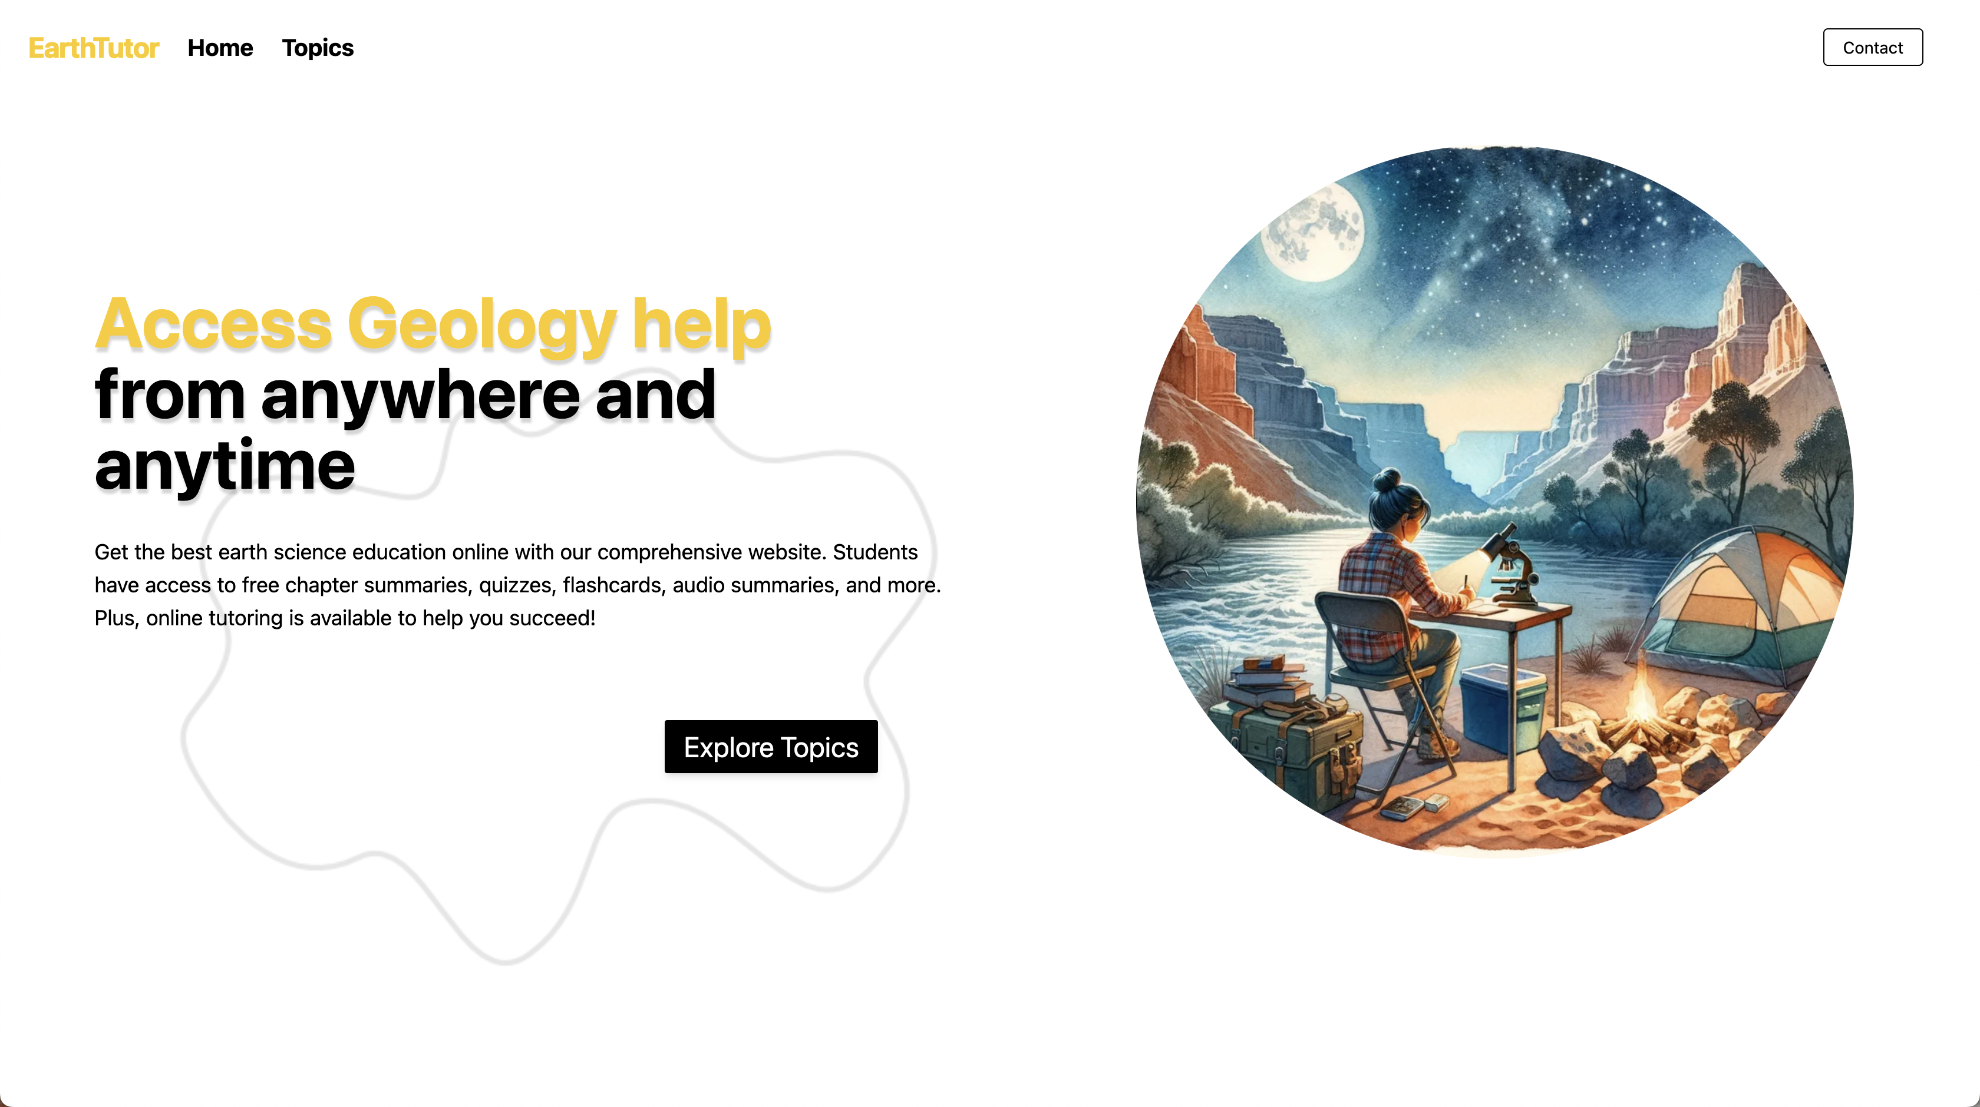 EarthTutor
Home
Topics
Contact
Access Geology help
from anywhere and
anytime
Get the best earth science education online with our comprehensive website. Students
have access to free chapter summaries, quizzes, flashcards, audio summaries, and more.
Plus, online tutoring is available to help you succeed!
Explore Topics